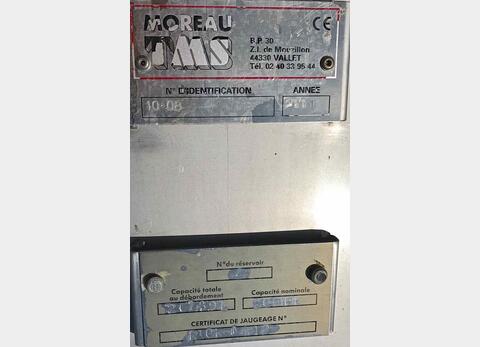 MOREAU
TMS
CE
B.P. 30
Z.I. de Mouzillon
44330 VALLET
Tél. 02 40 33 95 44
N° D'IDENTIFICATION
ANNEE
10-08
N° du réservoir
Capacité totale
au débordement
Capacité nominale
CERTIFICAT DE JAUGEAGE N°